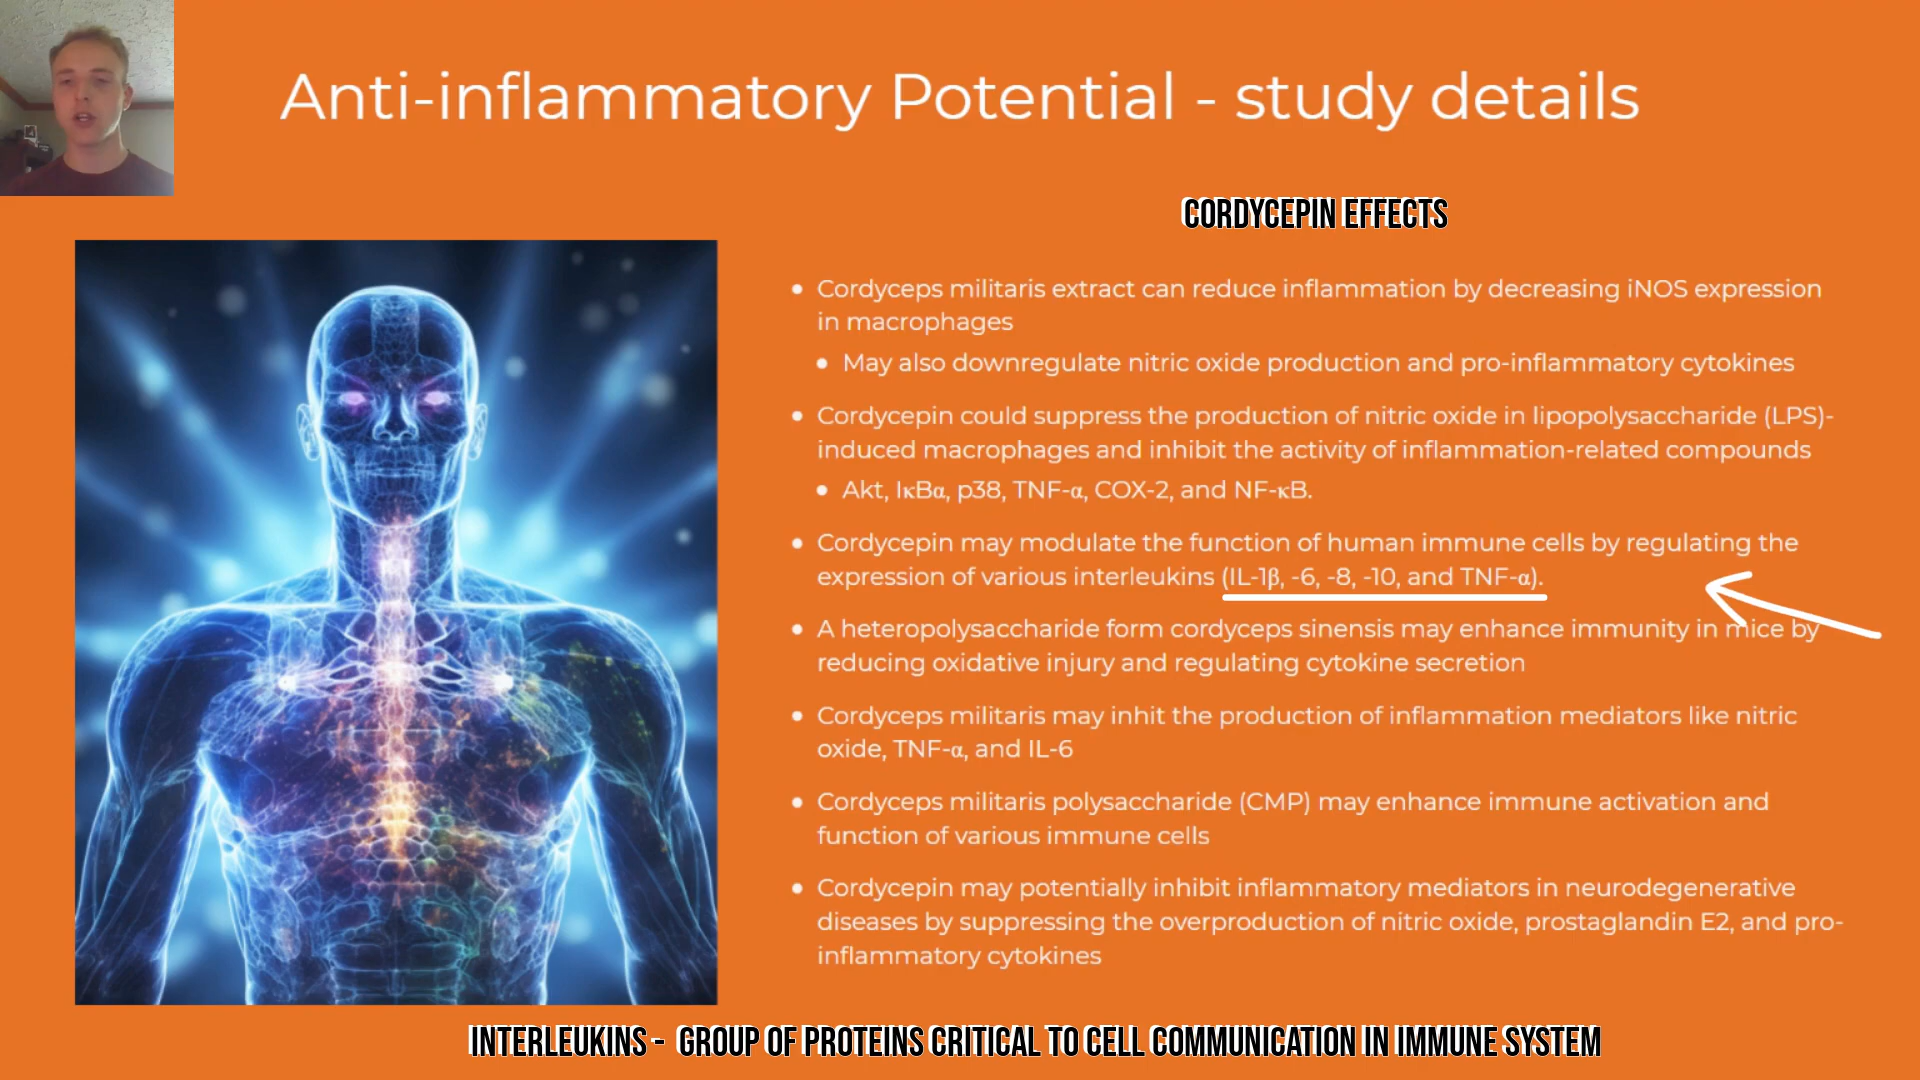 Anti-inflammatory Potential - study details
CORDYCEPIN EFFECTS
Cordyceps militaris extract can reduce inflammation by decreasing iNOS expression
in macrophages
May also downregulate nitric oxide production and pro-inflammatory cytokines
Cordycepin could suppress the production of nitric oxide in lipopolysaccharide (LPS)-
induced macrophages and inhibit the activity of inflammation-related compounds
Akt, IκBα, p38, TNF-α, COX-2, and NF-κB.
Cordycepin may modulate the function of human immune cells by regulating the
expression of various interleukins (IL-1β, -6, -8, -10, and TNF-α).
A heteropolysaccharide form cordyceps sinensis may enhance immunity in mice by
reducing oxidative injury and regulating cytokine secretion
Cordyceps militaris may inhit the production of inflammation mediators like nitric
oxide, TNF-α, and IL-6
Cordyceps militaris polysaccharide (CMP) may enhance immune activation and
function of various immune cells
Cordycepin may potentially inhibit inflammatory mediators in neurodegenerative
diseases by suppressing the overproduction of nitric oxide, prostaglandin E2, and pro-
inflammatory cytokines
INTERLEUKINS - GROUP OF PROTEINS CRITICAL TO CELL COMMUNICATION IN IMMUNE SYSTEM